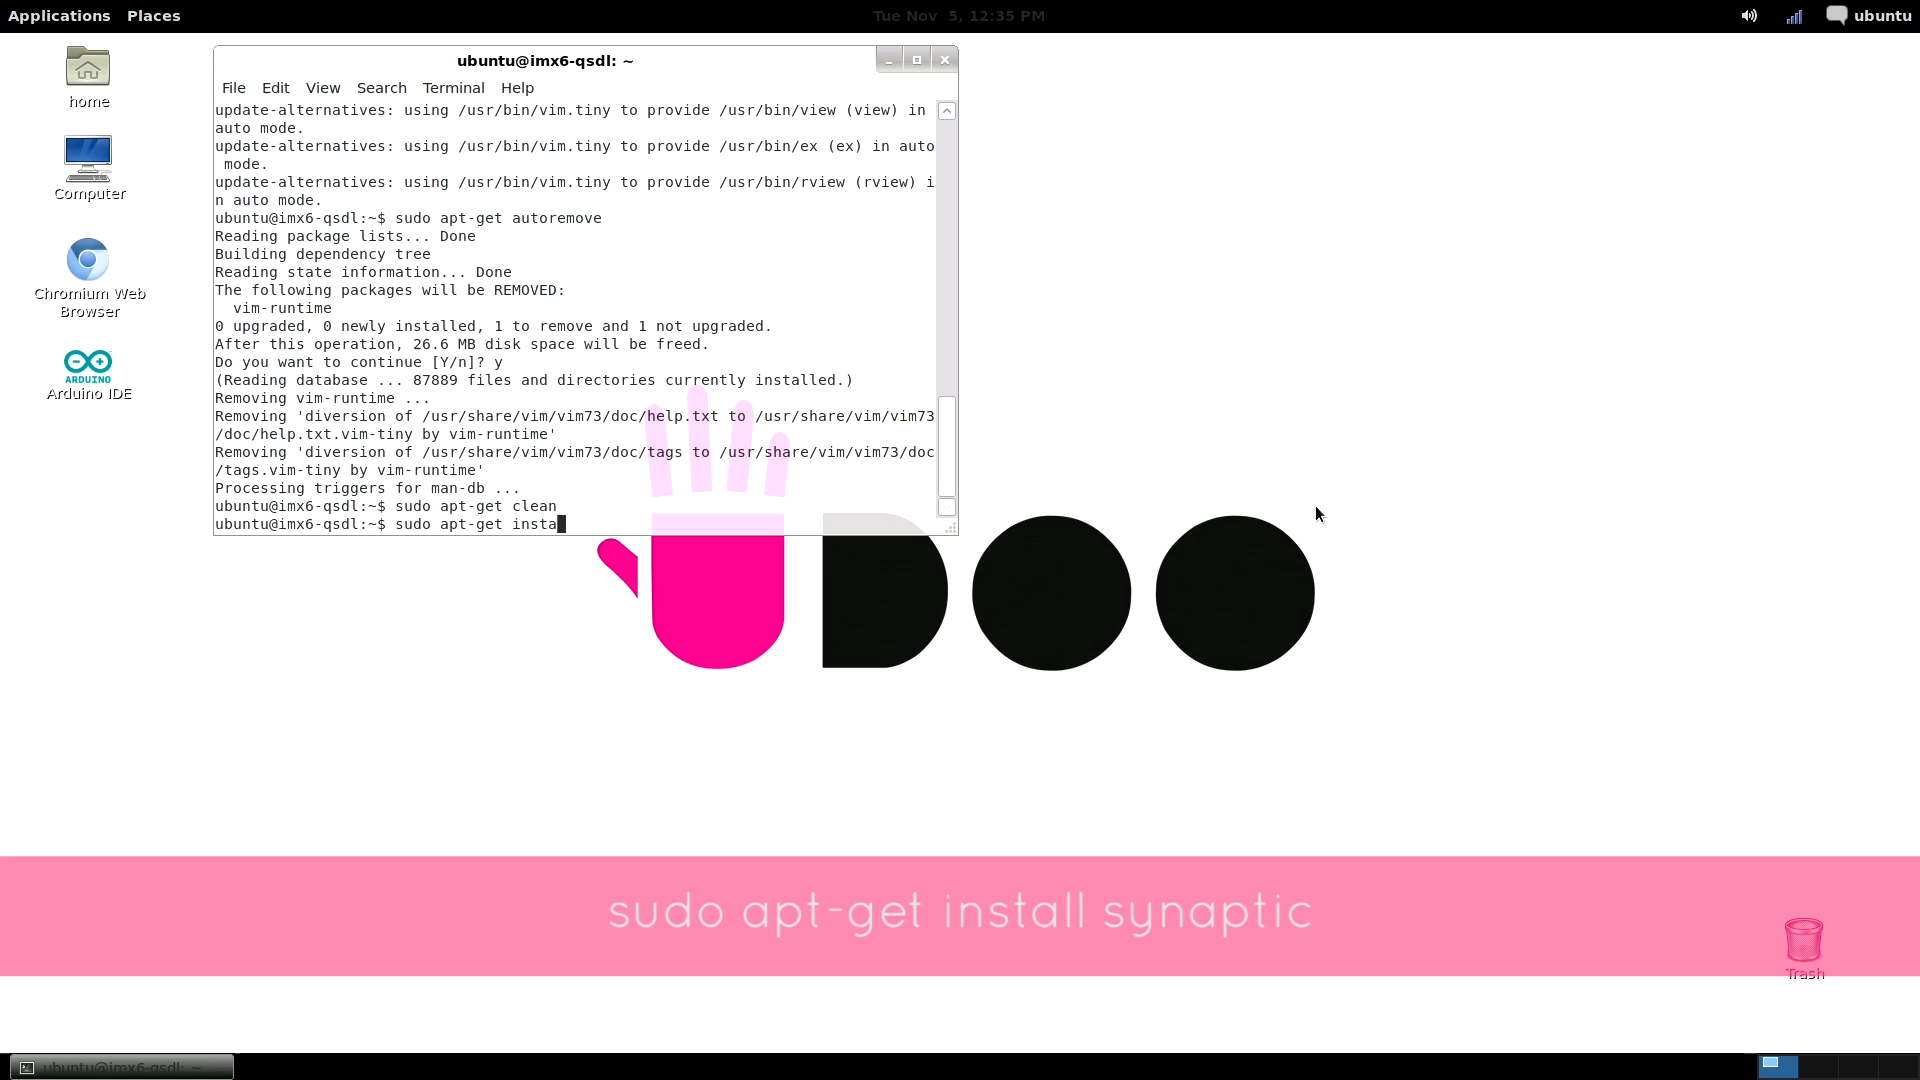 Applications Places Tue Nov 5, 12:35 PM ubuntu
home
Computer
Chromium Web
Browser
ARDUINO
Arduino IDE
ubuntu@imx6-qsdl: ~
File Edit View Search Terminal Help
update-alternatives: using /usr/bin/vim.tiny to provide /usr/bin/view (view) in
auto mode.
update-alternatives: using /usr/bin/vim.tiny to provide /usr/bin/ex (ex) in auto
mode.
update-alternatives: using /usr/bin/vim.tiny to provide /usr/bin/rview (rview) i
n auto mode.
ubuntu@imx6-qsdl:~$ sudo apt-get autoremove
Reading package lists... Done
Building dependency tree
Reading state information... Done
The following packages will be REMOVED:
vim-runtime
0 upgraded, 0 newly installed, 1 to remove and 1 not upgraded.
After this operation, 26.6 MB disk space will be freed.
Do you want to continue [Y/n]? y
(Reading database ... 87889 files and directories currently installed.)
Removing vim-runtime ...
Removing 'diversion of /usr/share/vim/vim73/doc/help.txt to /usr/share/vim/vim73
/doc/help.txt.vim-tiny by vim-runtime'
Removing 'diversion of /usr/share/vim/vim73/doc/tags to /usr/share/vim/vim73/doc
/tags.vim-tiny by vim-runtime'
Processing triggers for man-db ...
ubuntu@imx6-qsdl:~$ sudo apt-get clean
ubuntu@imx6-qsdl:~$ sudo apt-get insta
sudo apt-get install synaptic
Trash
ubuntu@imx6-qsdl: ~